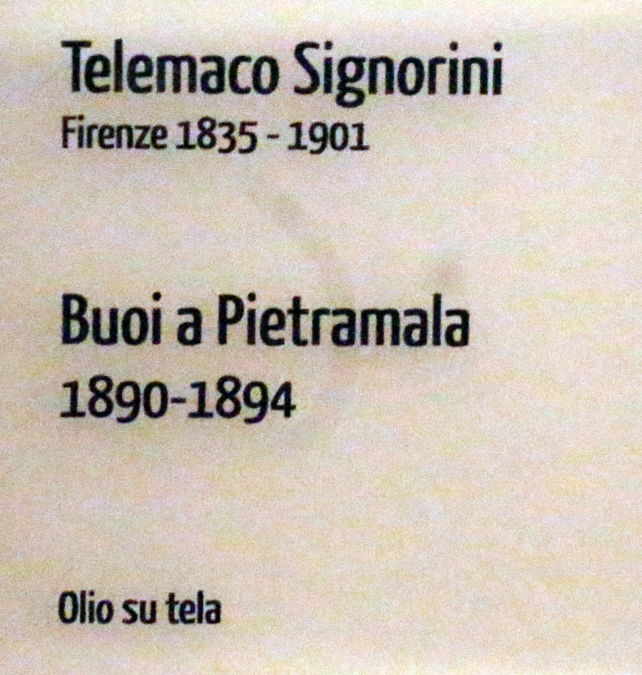 Telemaco Signorini
Firenze 1835 - 1901
Buoi a Pietramala
1890-1894
Olio su tela